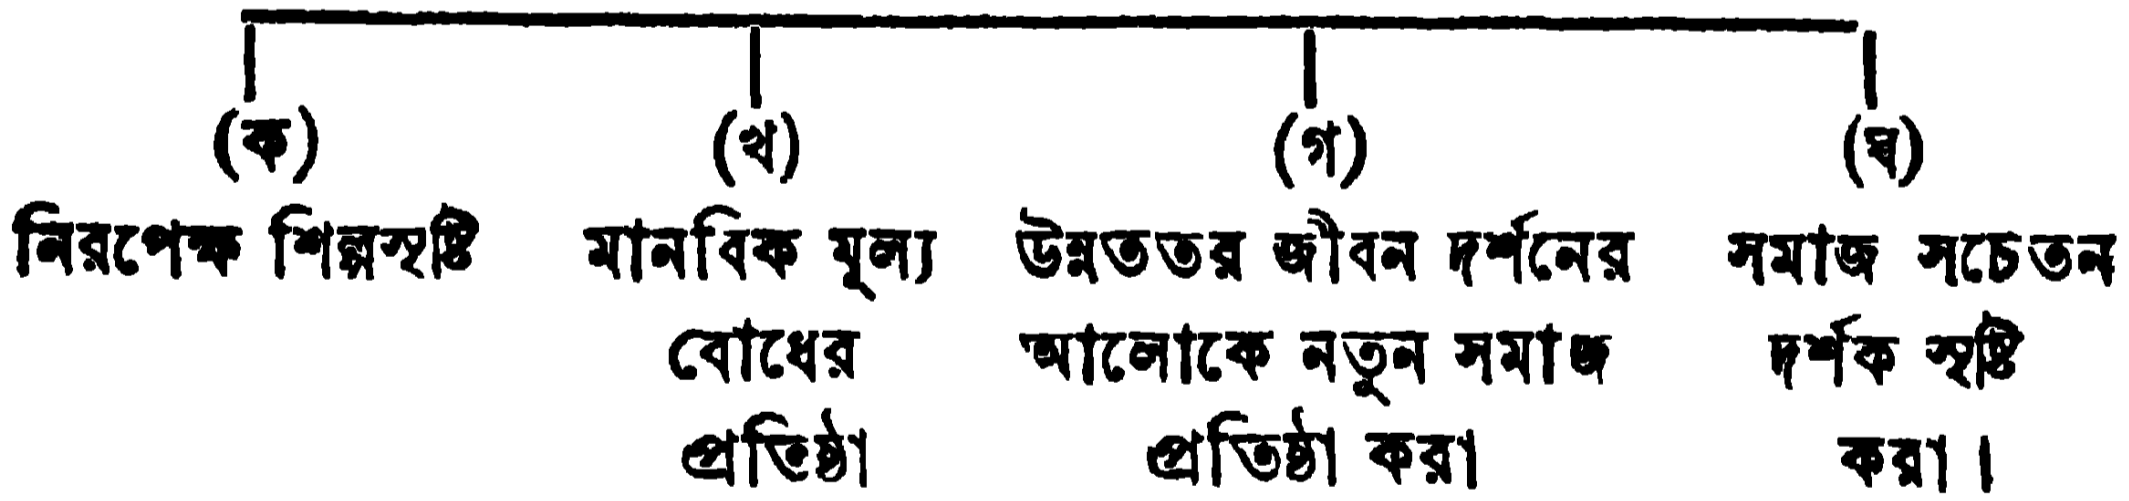 (ক) (খ) (গ) (ঘ)
নিরপেক্ষ শিল্পসৃষ্টি মানবিক মূল্য উন্নততর জীবন দর্শনের সমাজ সচেতন
বোধের আলোকে নতুন সমাজ দর্শক সৃষ্টি
প্রতিষ্ঠা প্রতিষ্ঠা করা করা।